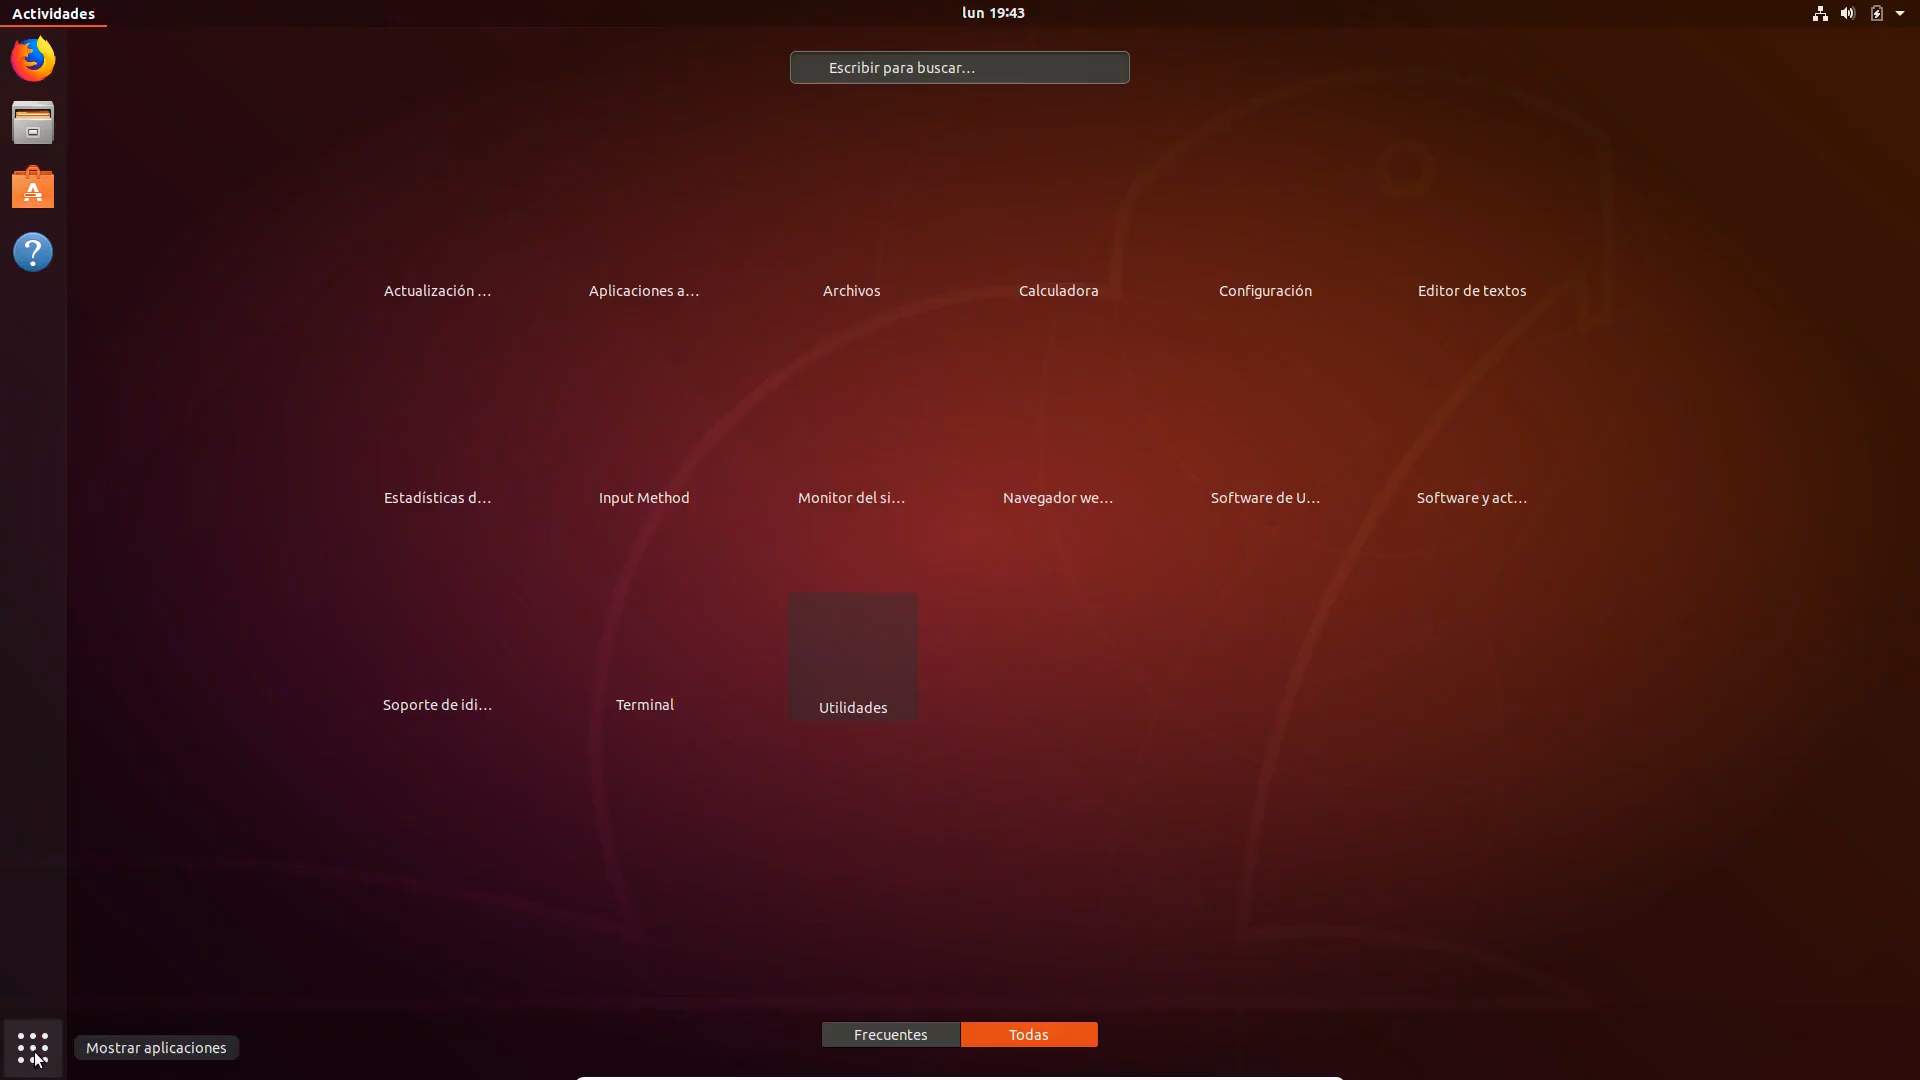 Actividades
lun 19:43
Escribir para buscar...
Actualización ...
Aplicaciones a...
Archivos
Calculadora
Configuración
Editor de textos
Estadísticas d...
Input Method
Monitor del si...
Navegador we...
Software de U...
Software y act...
Soporte de idi...
Terminal
Utilidades
Frecuentes
Todas
Mostrar aplicaciones